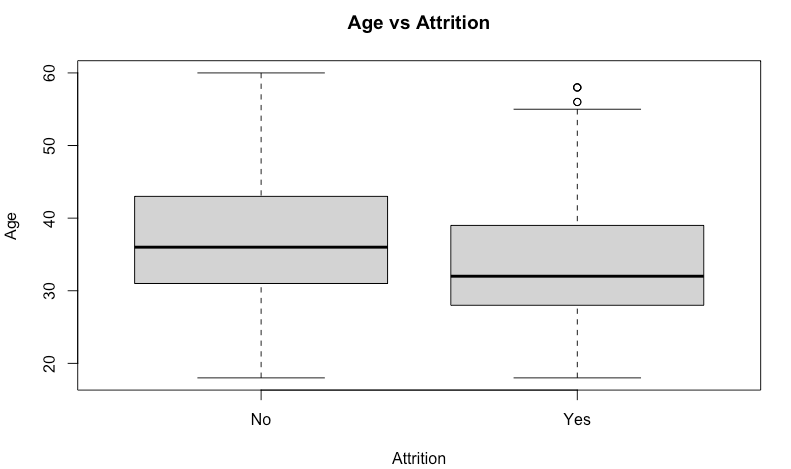 Age vs Attrition
60
50
40
30
20
Age
No Yes
Attrition